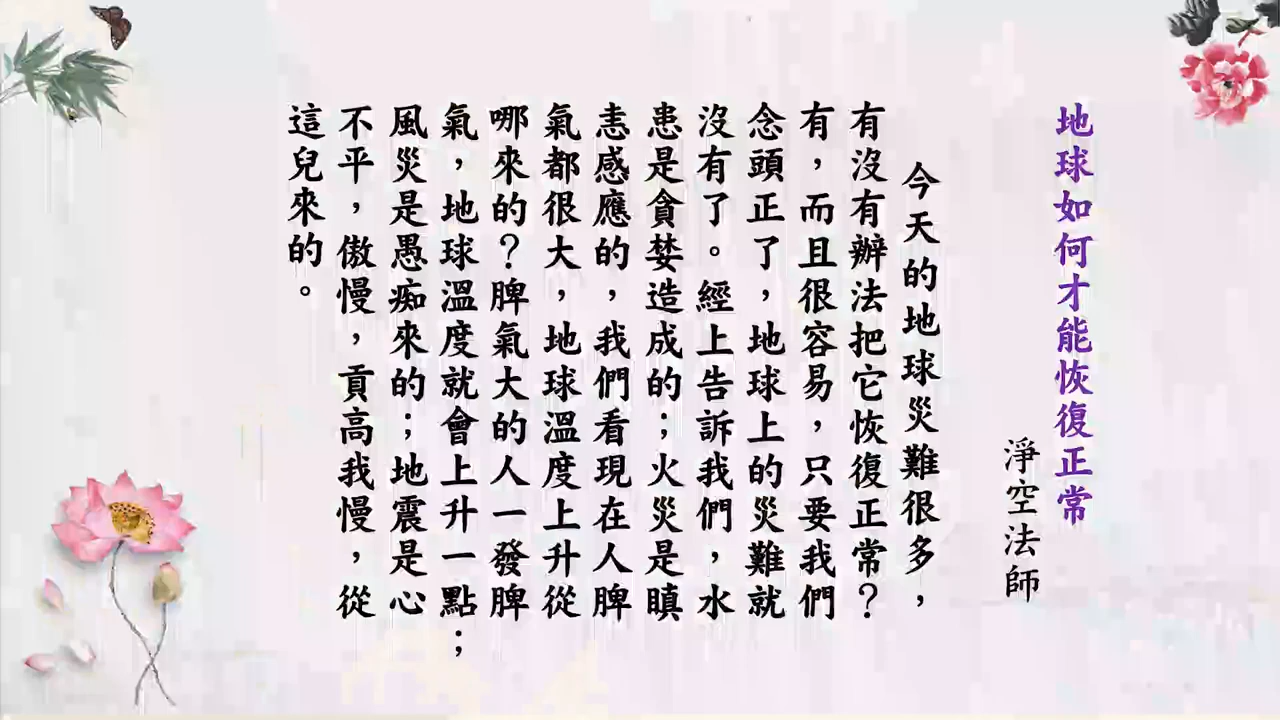 地球如何才能恢復正常
淨空法師
今天的地球災難很多，
有沒有辦法把它恢復正常？
有，而且很容易，只要我們
念頭正了，地球上的災難就
沒有了。經上告訴我們，水
患是貪婪造成的；火災是瞋
恚感應的，我們看現在人脾
氣都很大，地球溫度上升從
哪來的？脾氣大的人一發脾
氣，地球溫度就會上升一點；
風災是愚痴來的；地震是心
不平，傲慢，貢高我慢，從
這兒來的。